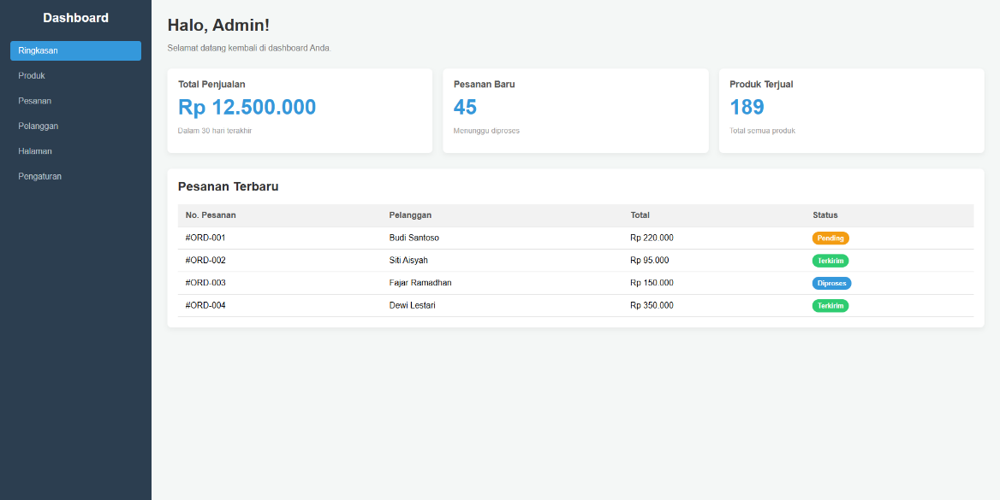 Dashboard
Ringkasan
Produk
Pesanan
Pelanggan
Halaman
Pengaturan
Halo, Admin!
Selamat datang kembali di dashboard Anda.
Total Penjualan
Rp 12.500.000
Dalam 30 hari terakhir
Pesanan Baru
45
Menunggu diproses
Produk Terjual
189
Total semua produk
Pesanan Terbaru
No. Pesanan Pelanggan Total Status
#ORD-001 Budi Santoso Rp 220.000 Pending
#ORD-002 Siti Aisyah Rp 95.000 Terkirim
#ORD-003 Fajar Ramadhan Rp 150.000 Diproses
#ORD-004 Dewi Lestari Rp 350.000 Terkirim